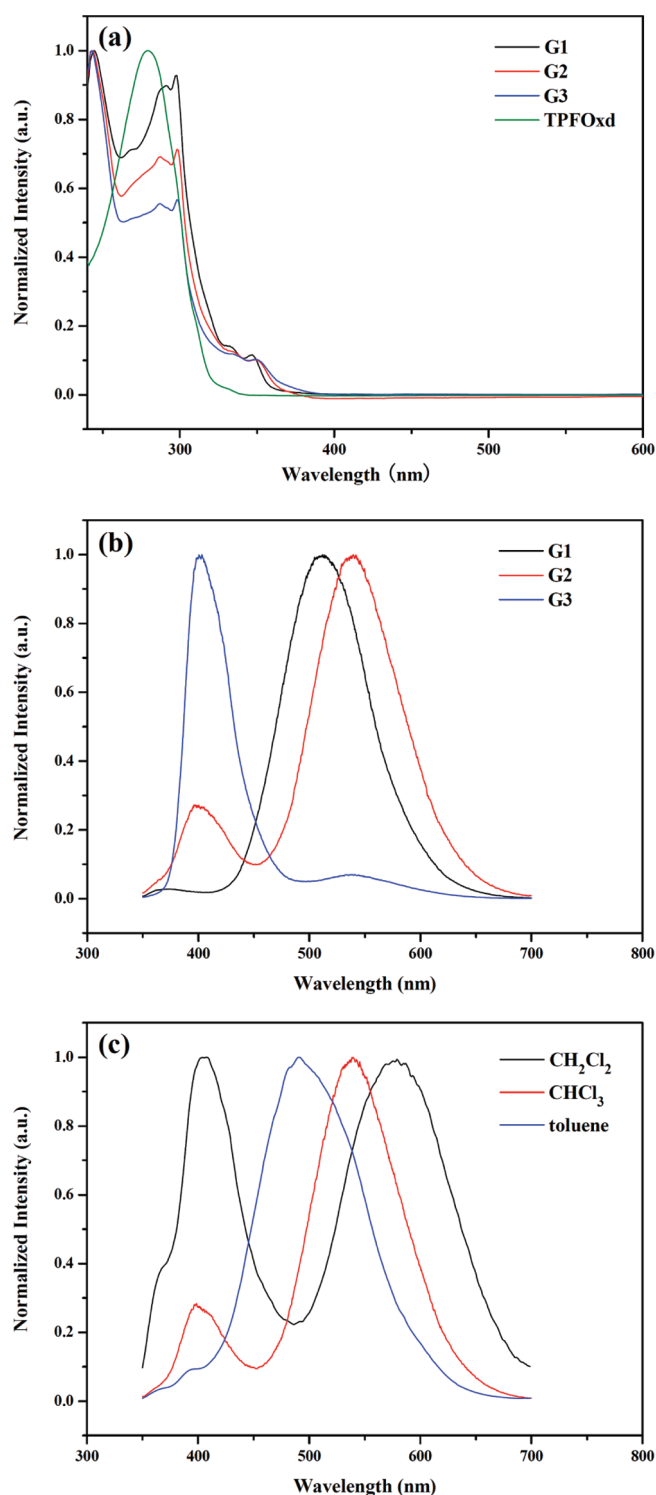 (a)
G1
G2
G3
TPFOxd
Normalized Intensity (a.u.)
1.0
0.8
0.6
0.4
0.2
0.0
300
400
500
600
Wavelength (nm)
(b)
G1
G2
G3
Normalized Intensity (a.u.)
1.0
0.8
0.6
0.4
0.2
0.0
300
400
500
600
700
800
Wavelength (nm)
(c)
CH₂Cl₂
CHCl₃
toluene
Normalized Intensity (a.u.)
1.0
0.8
0.6
0.4
0.2
0.0
300
400
500
600
700
800
Wavelength (nm)